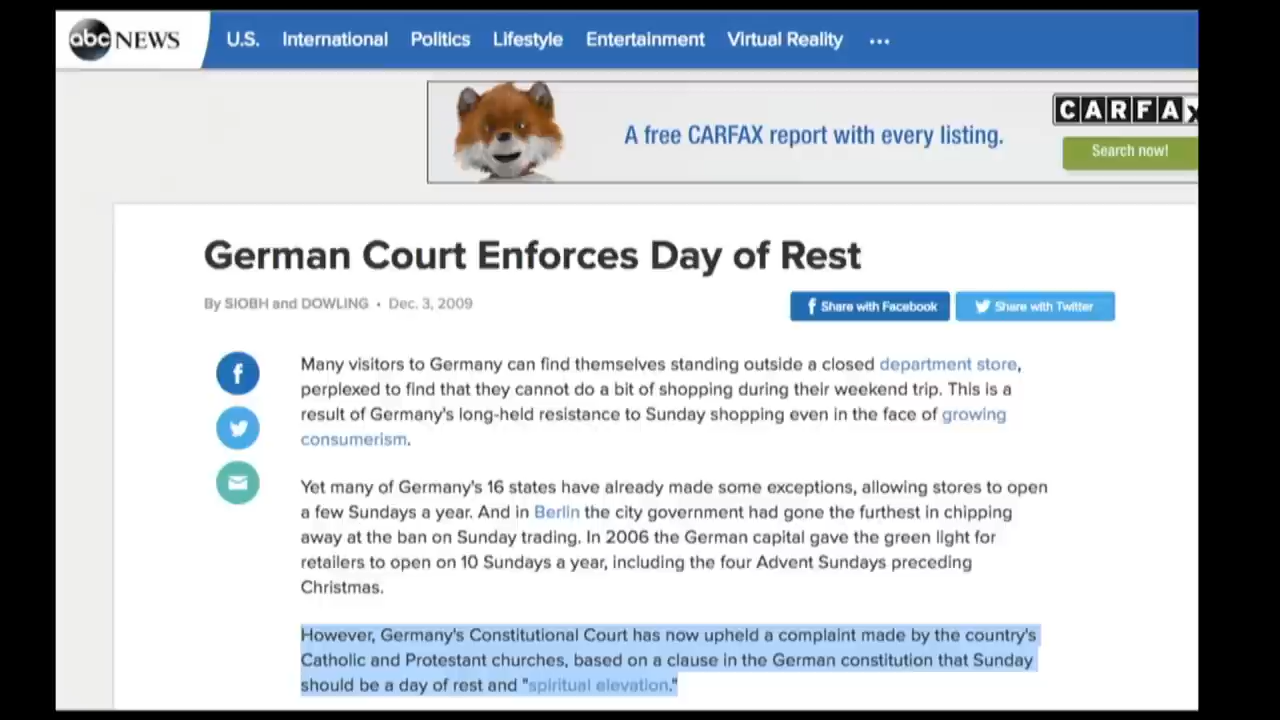 abc NEWS U.S. International Politics Lifestyle Entertainment Virtual Reality ...
A free CARFAX report with every listing.
CARFAX
Search now!
German Court Enforces Day of Rest
By SIOBH and DOWLING • Dec. 3, 2009
Share with Facebook Share with Twitter
Many visitors to Germany can find themselves standing outside a closed department store,
perplexed to find that they cannot do a bit of shopping during their weekend trip. This is a
result of Germany's long-held resistance to Sunday shopping even in the face of growing
consumerism.
Yet many of Germany's 16 states have already made some exceptions, allowing stores to open
a few Sundays a year. And in Berlin the city government had gone the furthest in chipping
away at the ban on Sunday trading. In 2006 the German capital gave the green light for
retailers to open on 10 Sundays a year, including the four Advent Sundays preceding
Christmas.
However, Germany's Constitutional Court has now upheld a complaint made by the country's
Catholic and Protestant churches, based on a clause in the German constitution that Sunday
should be a day of rest and "spiritual elevation."